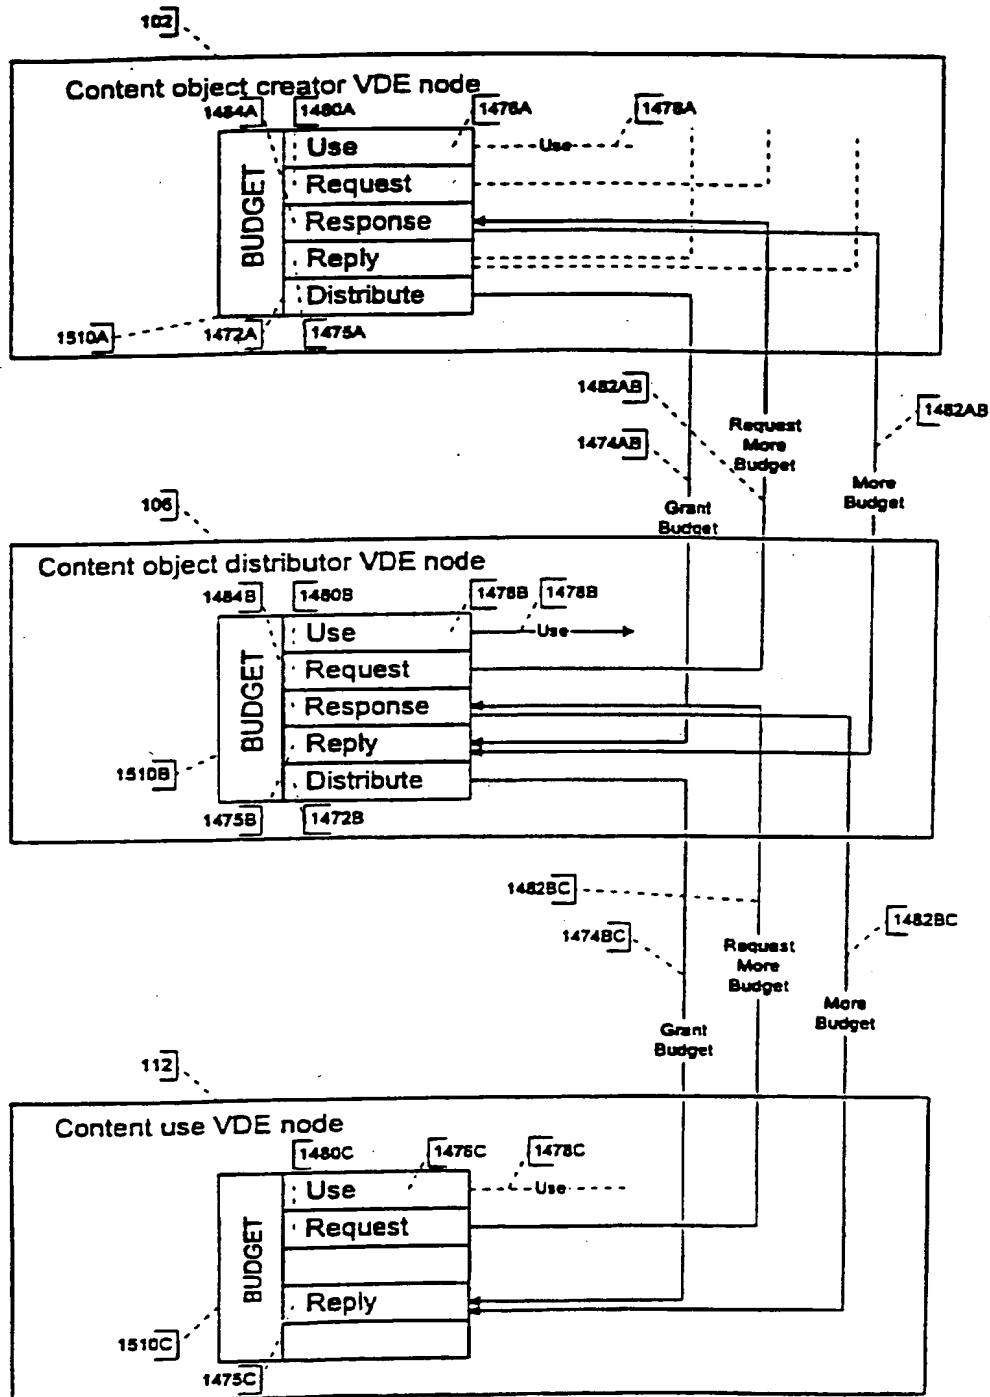 102
Content object creator VDE node
1484A
1480A
1476A
1478A
BUDGET
Use
Use
Request
Response
Reply
Distribute
1510A
1472A
1475A
1482AB
1474AB
1482AB
Request
More
Budget
More
Budget
Grant
Budget
106
Content object distributor VDE node
1484B
1480B
1476B
1478B
BUDGET
Use
Use
Request
Response
Reply
Distribute
1510B
1475B
1472B
1482BC
1474BC
1482BC
Request
More
Budget
More
Budget
Grant
Budget
112
Content use VDE node
1480C
1476C
1478C
BUDGET
Use
Use
Request
Reply
1510C
1475C